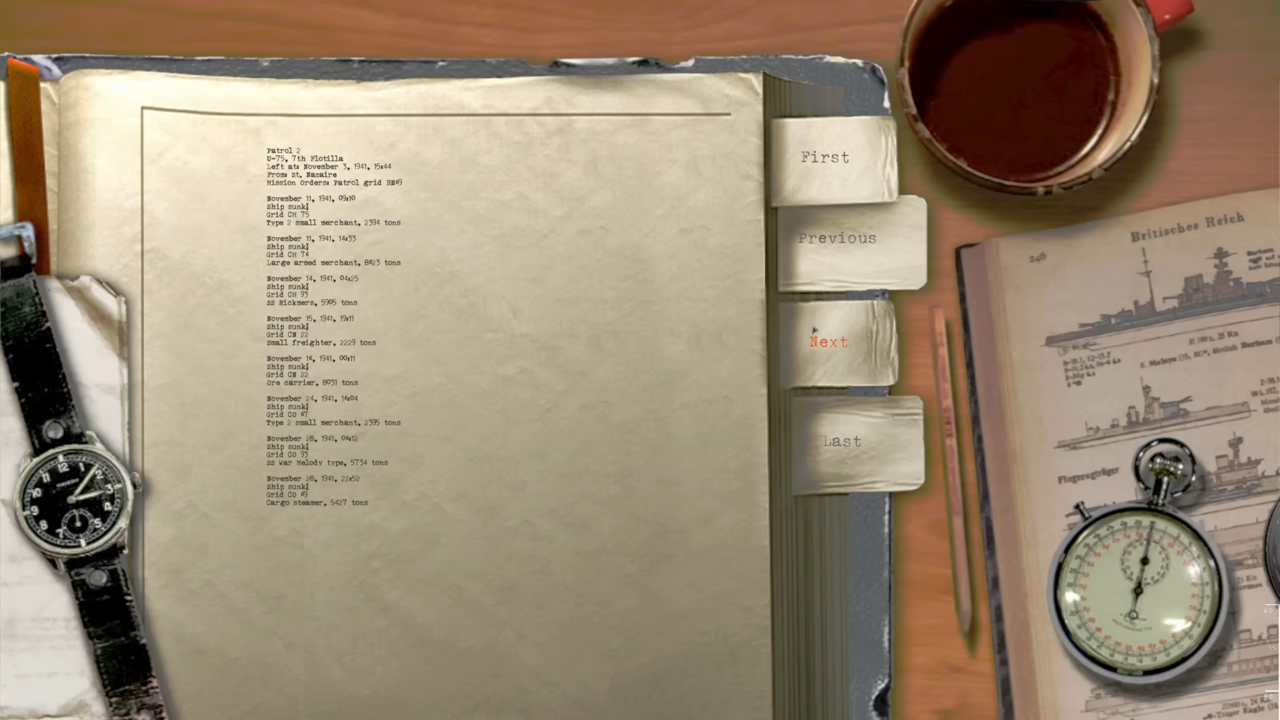 Patrol 2
U-75, 7th Flotilla
Left at: November 3, 1941, 15:44
From: St. Nazaire
Mission Orders: Patrol grid
November 11, 1941, 09:10
Ship sunk!
Grid CH 75
Type 2 small merchant, 2394 tons
November 11, 1941, 14:33
Ship sunk!
Grid CH 74
Large armed merchant, 8023 tons
November 14, 1941, 04:25
Ship sunk!
Grid CH 93
SS Rickmers, 5905 tons
November 15, 1941, 19:11
Ship sunk!
Grid CN 22
Small freighter, 2229 tons
November 16, 1941, 00:11
Ship sunk!
Grid CN 22
Ore carrier, 8031 tons
November 24, 1941, 16:04
Ship sunk!
Grid CO 47
Type 2 small merchant, 2395 tons
November 28, 1941, 04:12
Ship sunk!
Grid CO 93
SS War Melody type, 5734 tons
November 28, 1941, 22:52
Ship sunk!
Grid CO 49
Cargo steamer, 5427 tons
First
Previous
Next
Last
246
Britisches Reich
Flugzeugträger